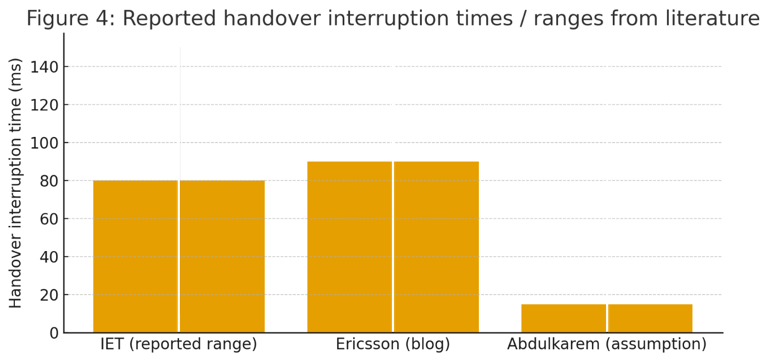 Figure 4: Reported handover interruption times / ranges from literature
Handover interruption time (ms)
140
120
100
80
60
40
20
0
IET (reported range)
Ericsson (blog)
Abdulkarem (assumption)